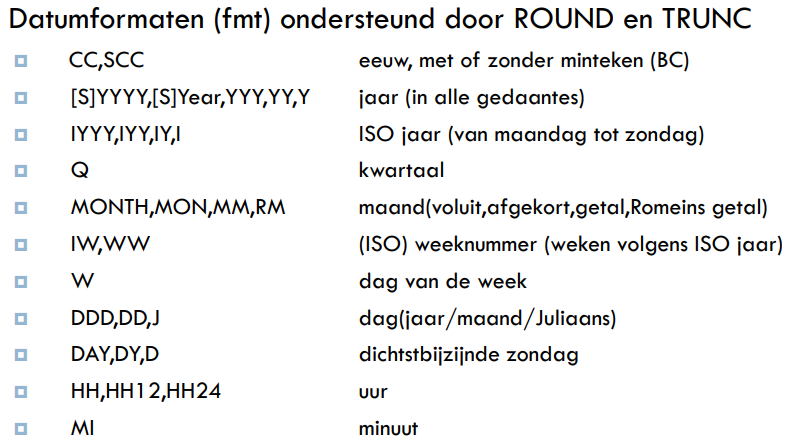 Datumformaten (fmt) ondersteund door ROUND en TRUNC
CC,SCC eeuw, met of zonder minteken (BC)
[S]YYYY,[S]Year,YYY,YY,Y jaar (in alle gedaantes)
IYYY,IYY,IY,I ISO jaar (van maandag tot zondag)
Q kwartaal
MONTH,MON,MM,RM maand(voluit,afgekort,getal,Romeins getal)
IW,WW (ISO) weeknummer (weken volgens ISO jaar)
W dag van de week
DDD,DD,J dag(jaar/maand/Juliaans)
DAY,DY,D dichtstbijzijnde zondag
HH,HH12,HH24 uur
MI minuut